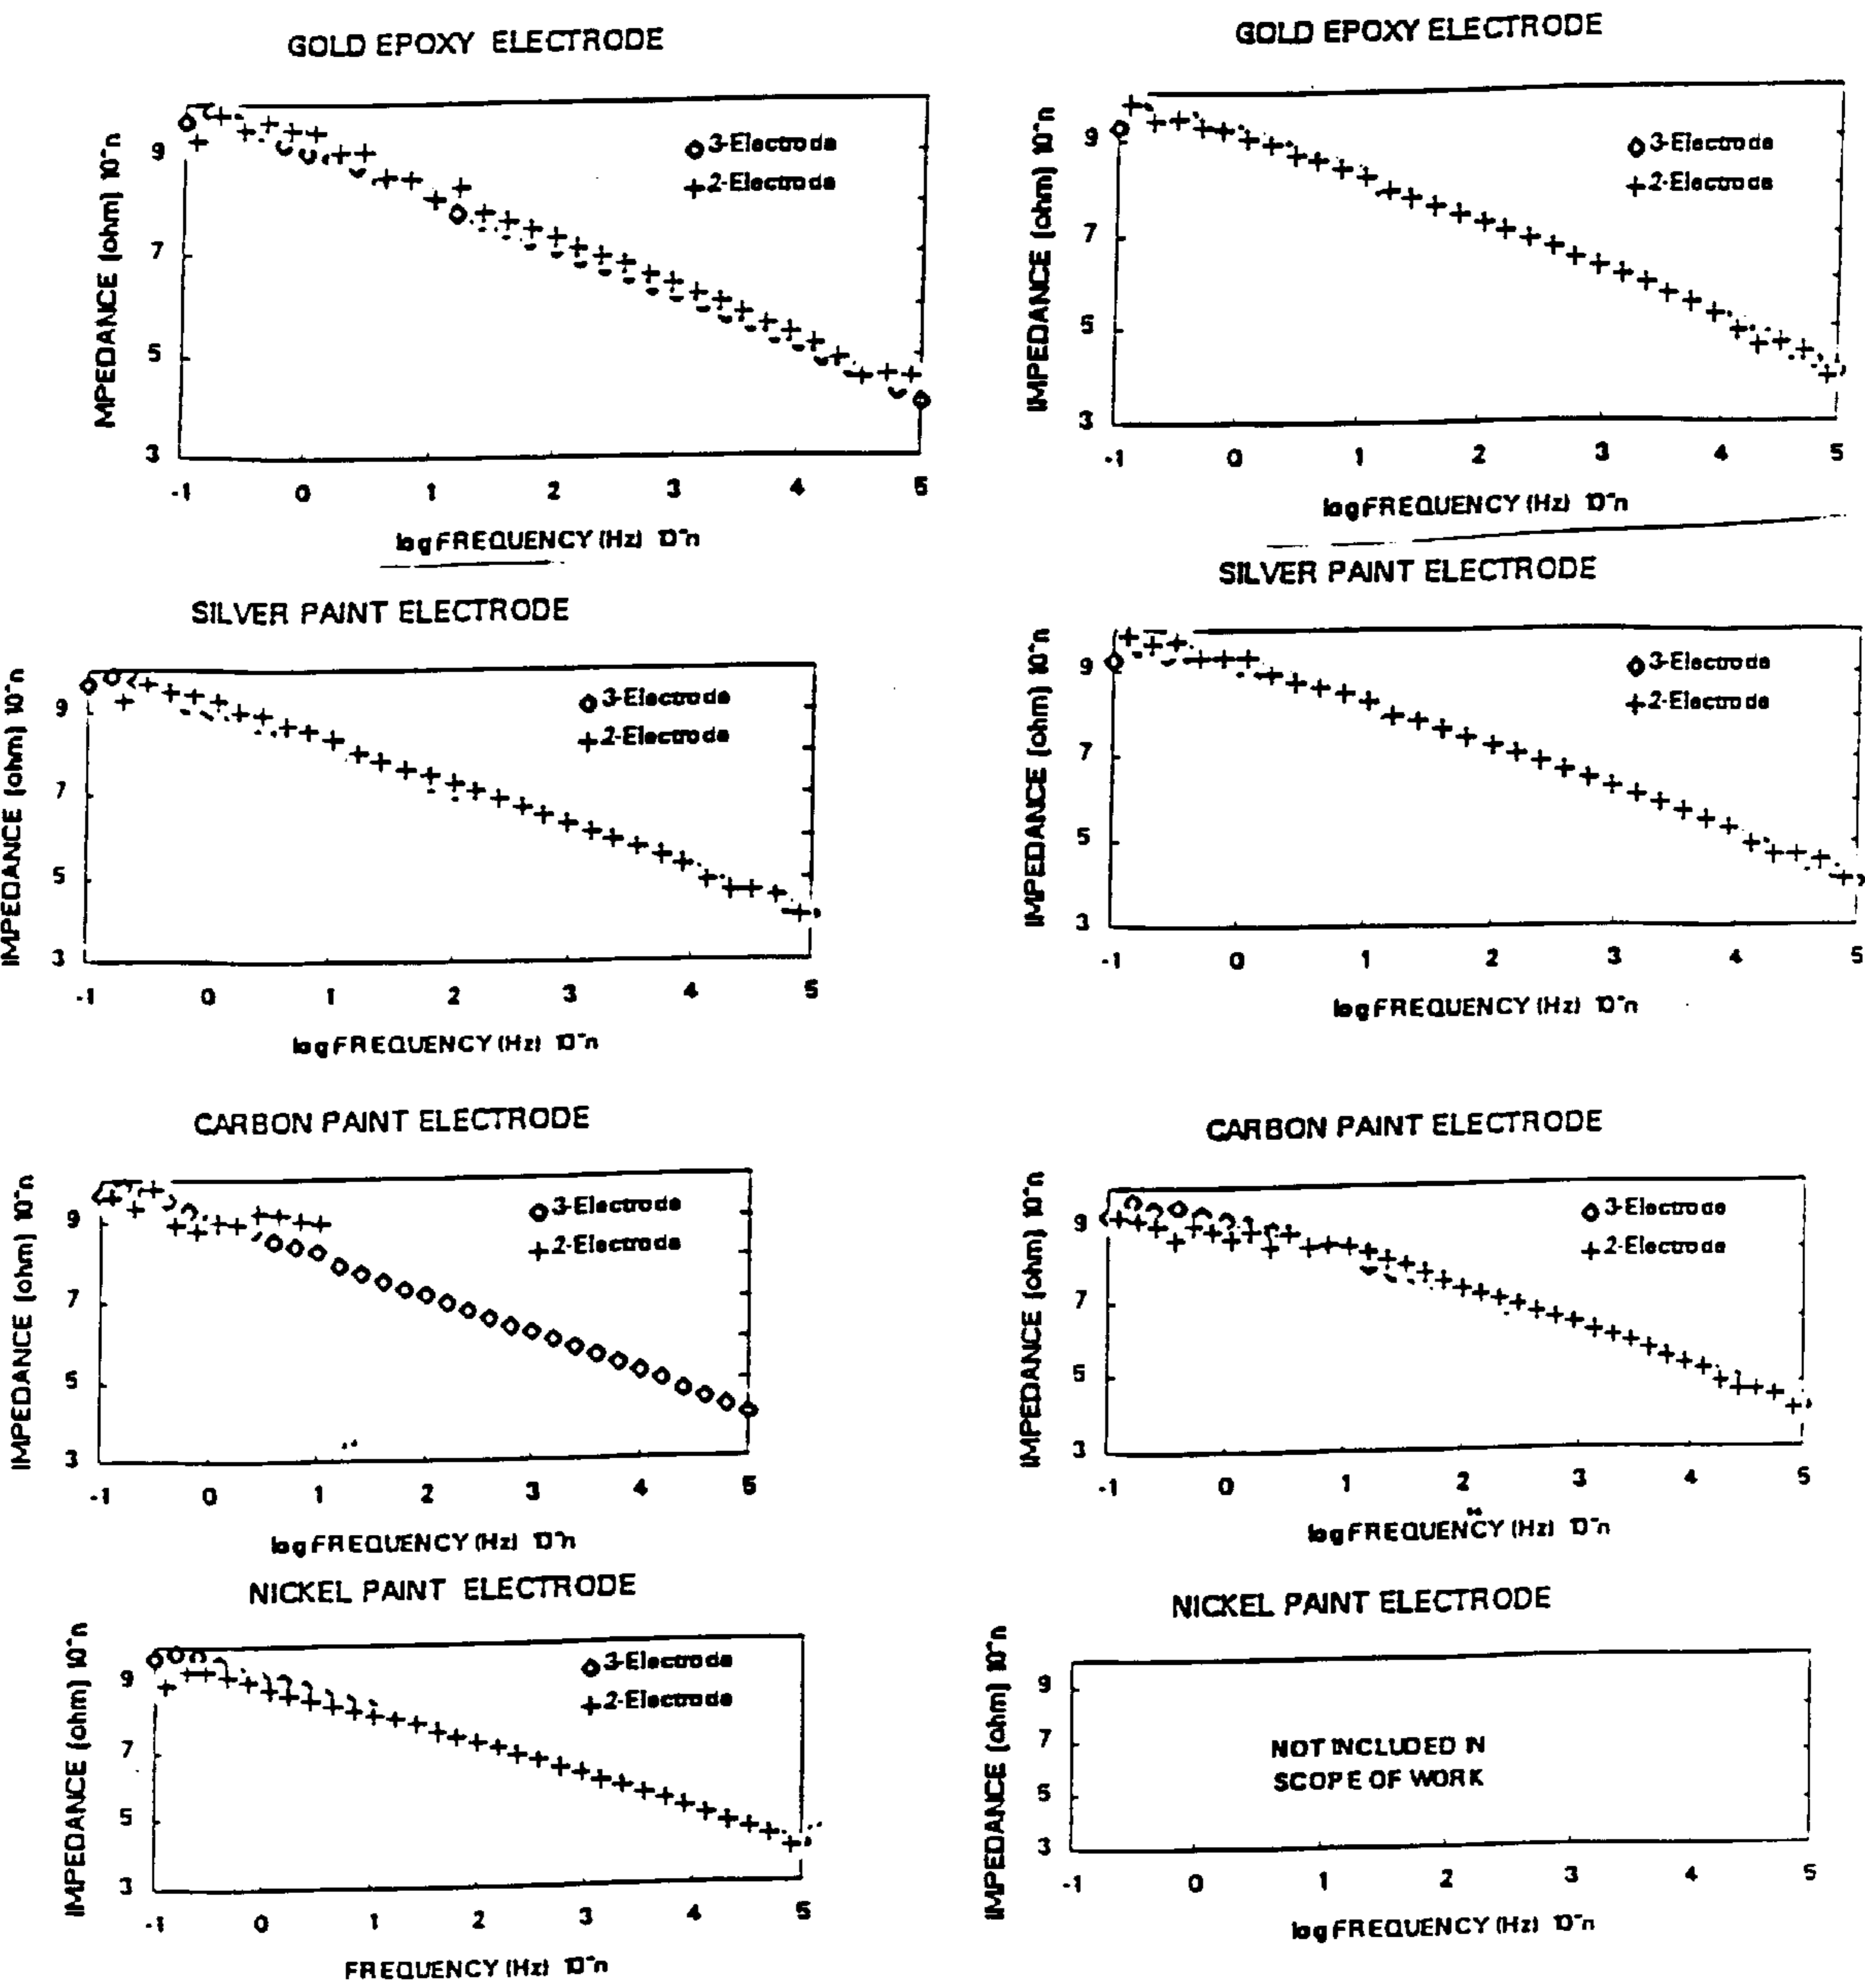 GOLD EPOXY ELECTRODE
MPEDANCE (ohm) 10^n
9
7
5
3
3-Electrode
2-Electrode
-1 0 1 2 3 4 5
log FREQUENCY (Hz) 10^n
GOLD EPOXY ELECTRODE
IMPEDANCE (ohm) 10^n
9
7
5
3
3-Electrode
2-Electrode
-1 0 1 2 3 4 5
log FREQUENCY (Hz) 10^n
SILVER PAINT ELECTRODE
IMPEDANCE (ohm) 10^n
9
7
5
3
3-Electrode
2-Electrode
-1 0 1 2 3 4 5
log FREQUENCY (Hz) 10^n
SILVER PAINT ELECTRODE
IMPEDANCE (ohm) 10^n
9
7
5
3
3-Electrode
2-Electrode
-1 0 1 2 3 4 5
log FREQUENCY (Hz) 10^n
CARBON PAINT ELECTRODE
IMPEDANCE (ohm) 10^n
9
7
5
3
3-Electrode
2-Electrode
-1 0 1 2 3 4 5
log FREQUENCY (Hz) 10^n
CARBON PAINT ELECTRODE
IMPEDANCE (ohm) 10^n
9
7
5
3
3-Electrode
2-Electrode
-1 0 1 2 3 4 5
log FREQUENCY (Hz) 10^n
NICKEL PAINT ELECTRODE
IMPEDANCE (ohm) 10^n
9
7
5
3
3-Electrode
2-Electrode
-1 0 1 2 3 4 5
FREQUENCY (Hz) 10^n
NICKEL PAINT ELECTRODE
IMPEDANCE (ohm) 10^n
9
7
5
3
NOT INCLUDED IN
SCOPE OF WORK
-1 0 1 2 3 4 5
log FREQUENCY (Hz) 10^n